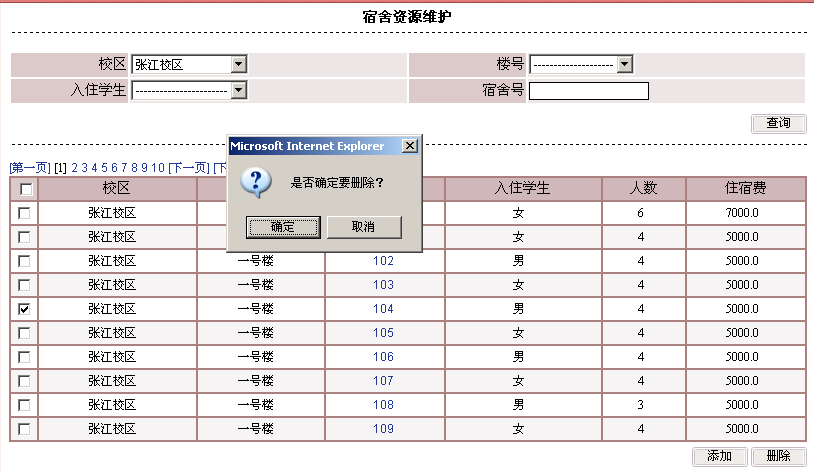 宿舍资源维护
校区 张江校区 楼号 --------------------
入住学生 ----------------------- 宿舍号
查询
[第一页] [1] 2 3 4 5 6 7 8 9 10 [下一页] [下
Microsoft Internet Explorer
是否确定要删除?
确定 取消
校区 入住学生 人数 住宿费
张江校区 女 6 7000.0
张江校区 女 4 5000.0
张江校区 一号楼 102 男 4 5000.0
张江校区 一号楼 103 女 4 5000.0
张江校区 一号楼 104 男 4 5000.0
张江校区 一号楼 105 女 4 5000.0
张江校区 一号楼 106 男 4 5000.0
张江校区 一号楼 107 女 4 5000.0
张江校区 一号楼 108 男 3 5000.0
张江校区 一号楼 109 女 4 5000.0
添加 删除